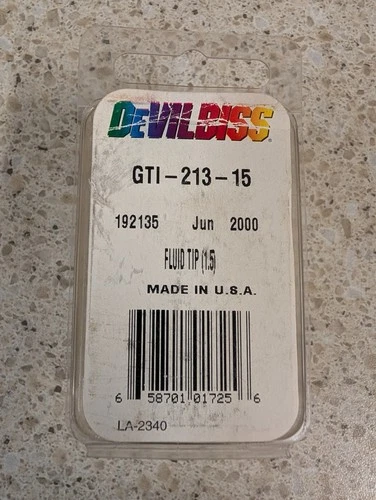 DEVILBISS®
GTI-213-15
192135 Jun 2000
FLUID TIP (1.5)
MADE IN U.S.A.
6 58701 01725 6
LA-2340